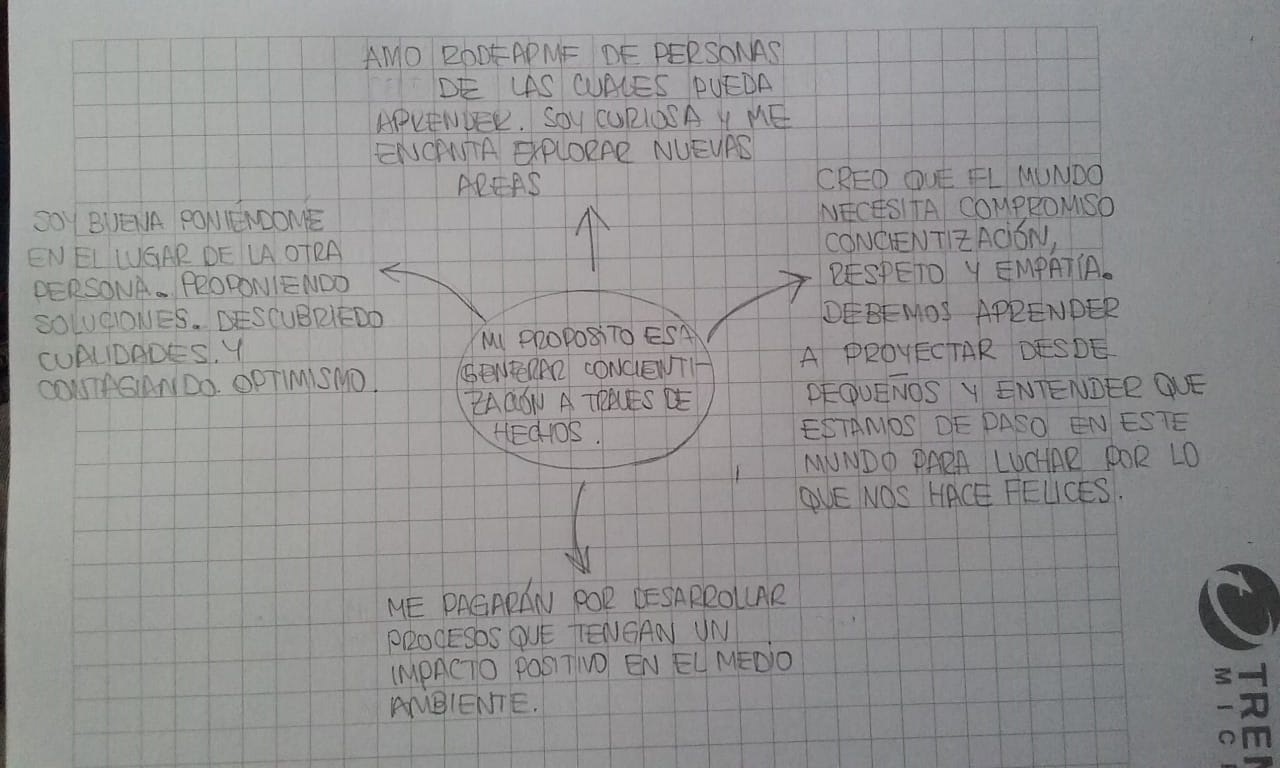 AMO RODEARME DE PERSONAS
DE LAS CUALES PUEDA
APRENDER. SOY CURIOSA Y ME
ENCANTA EXPLORAR NUEVAS
AREAS
SOY BUENA PONIÉNDOME
EN EL LUGAR DE LA OTRA
PERSONA. PROPONIENDO
SOLUCIONES. DESCUBRIEDO
CUALIDADES. Y
CONTAGIANDO OPTIMISMO.
MI PROPOSITO ES A
GENERAR CONCIENTI-
ZACIÓN A TRAVES DE
HECHOS.
CREO QUE EL MUNDO
NECESITA COMPROMISO
CONCIENTIZACIÓN,
RESPETO Y EMPATÍA.
DEBEMOS APRENDER
A PROYECTAR DESDE
PEQUEÑOS Y ENTENDER QUE
ESTAMOS DE PASO EN ESTE
MUNDO PARA LUCHAR POR LO
QUE NOS HACE FELICES.
ME PAGARÁN POR DESARROLLAR
PROCESOS QUE TENGAN UN
IMPACTO POSITIVO EN EL MEDIO
AMBIENTE.
TREN
MICR